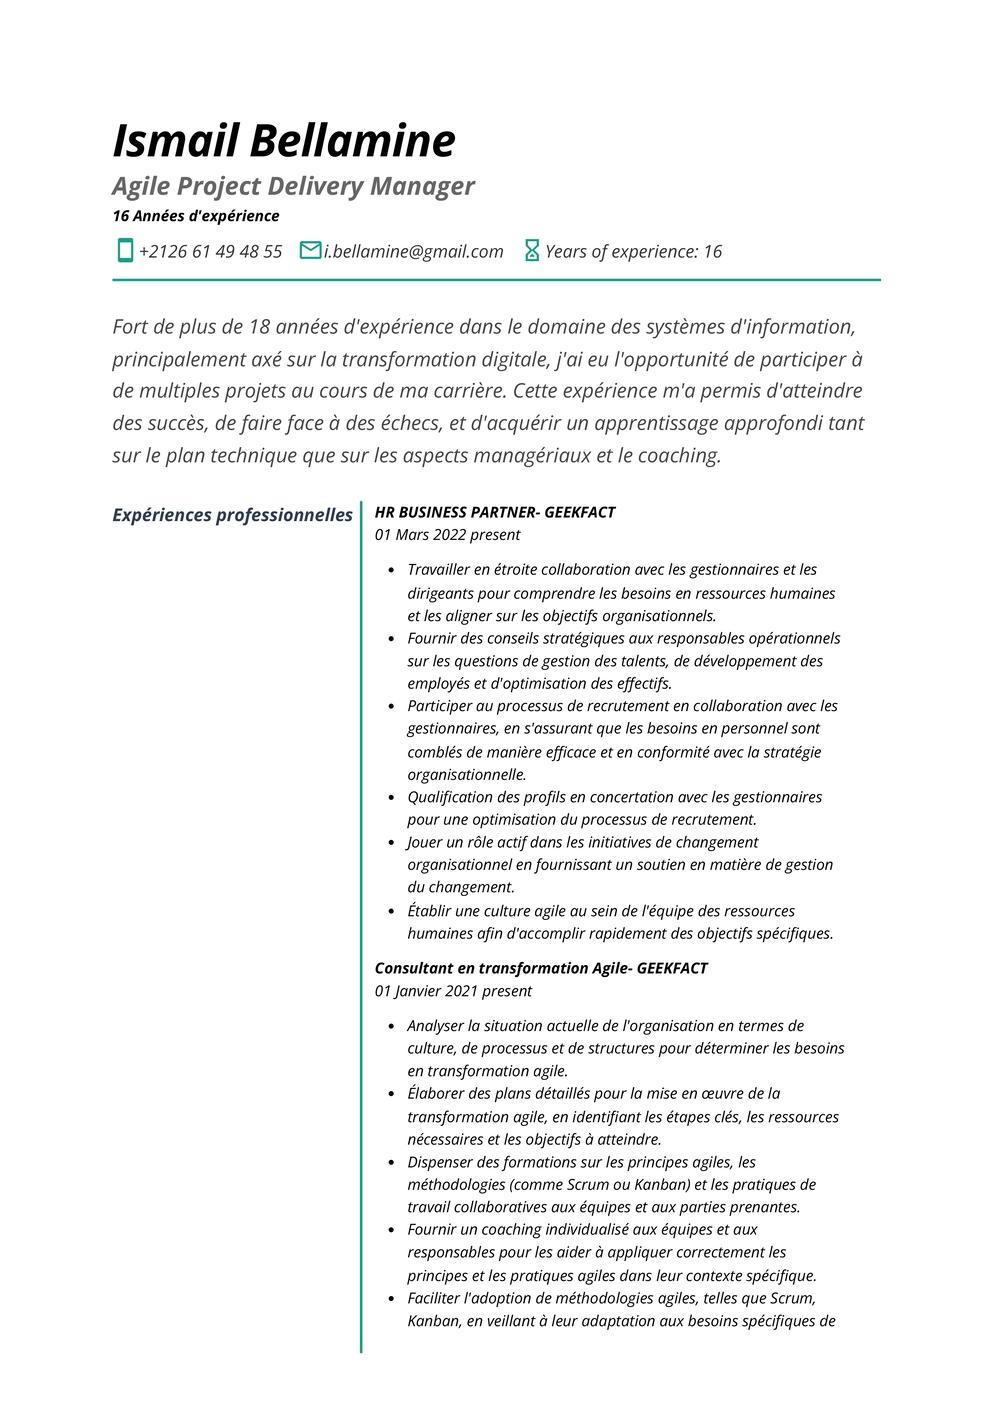 Ismail Bellamine
Agile Project Delivery Manager
16 Années d'expérience
+2126 61 49 48 55 i.bellamine@gmail.com Years of experience: 16
Fort de plus de 18 années d'expérience dans le domaine des systèmes d'information,
principalement axé sur la transformation digitale, j'ai eu l'opportunité de participer à
de multiples projets au cours de ma carrière. Cette expérience m'a permis d'atteindre
des succès, de faire face à des échecs, et d'acquérir un apprentissage approfondi tant
sur le plan technique que sur les aspects managériaux et le coaching.
Expériences professionnelles
HR BUSINESS PARTNER- GEEKFACT
01 Mars 2022 present
• Travailler en étroite collaboration avec les gestionnaires et les
dirigeants pour comprendre les besoins en ressources humaines
et les aligner sur les objectifs organisationnels.
• Fournir des conseils stratégiques aux responsables opérationnels
sur les questions de gestion des talents, de développement des
employés et d'optimisation des effectifs.
• Participer au processus de recrutement en collaboration avec les
gestionnaires, en s'assurant que les besoins en personnel sont
comblés de manière efficace et en conformité avec la stratégie
organisationnelle.
• Qualification des profils en concertation avec les gestionnaires
pour une optimisation du processus de recrutement.
• Jouer un rôle actif dans les initiatives de changement
organisationnel en fournissant un soutien en matière de gestion
du changement.
• Établir une culture agile au sein de l'équipe des ressources
humaines afin d'accomplir rapidement des objectifs spécifiques.
Consultant en transformation Agile- GEEKFACT
01 Janvier 2021 present
• Analyser la situation actuelle de l'organisation en termes de
culture, de processus et de structures pour déterminer les besoins
en transformation agile.
• Élaborer des plans détaillés pour la mise en œuvre de la
transformation agile, en identifiant les étapes clés, les ressources
nécessaires et les objectifs à atteindre.
• Dispenser des formations sur les principes agiles, les
méthodologies (comme Scrum ou Kanban) et les pratiques de
travail collaboratives aux équipes et aux parties prenantes.
• Fournir un coaching individualisé aux équipes et aux
responsables pour les aider à appliquer correctement les
principes et les pratiques agiles dans leur contexte spécifique.
• Faciliter l'adoption de méthodologies agiles, telles que Scrum,
Kanban, en veillant à leur adaptation aux besoins spécifiques de